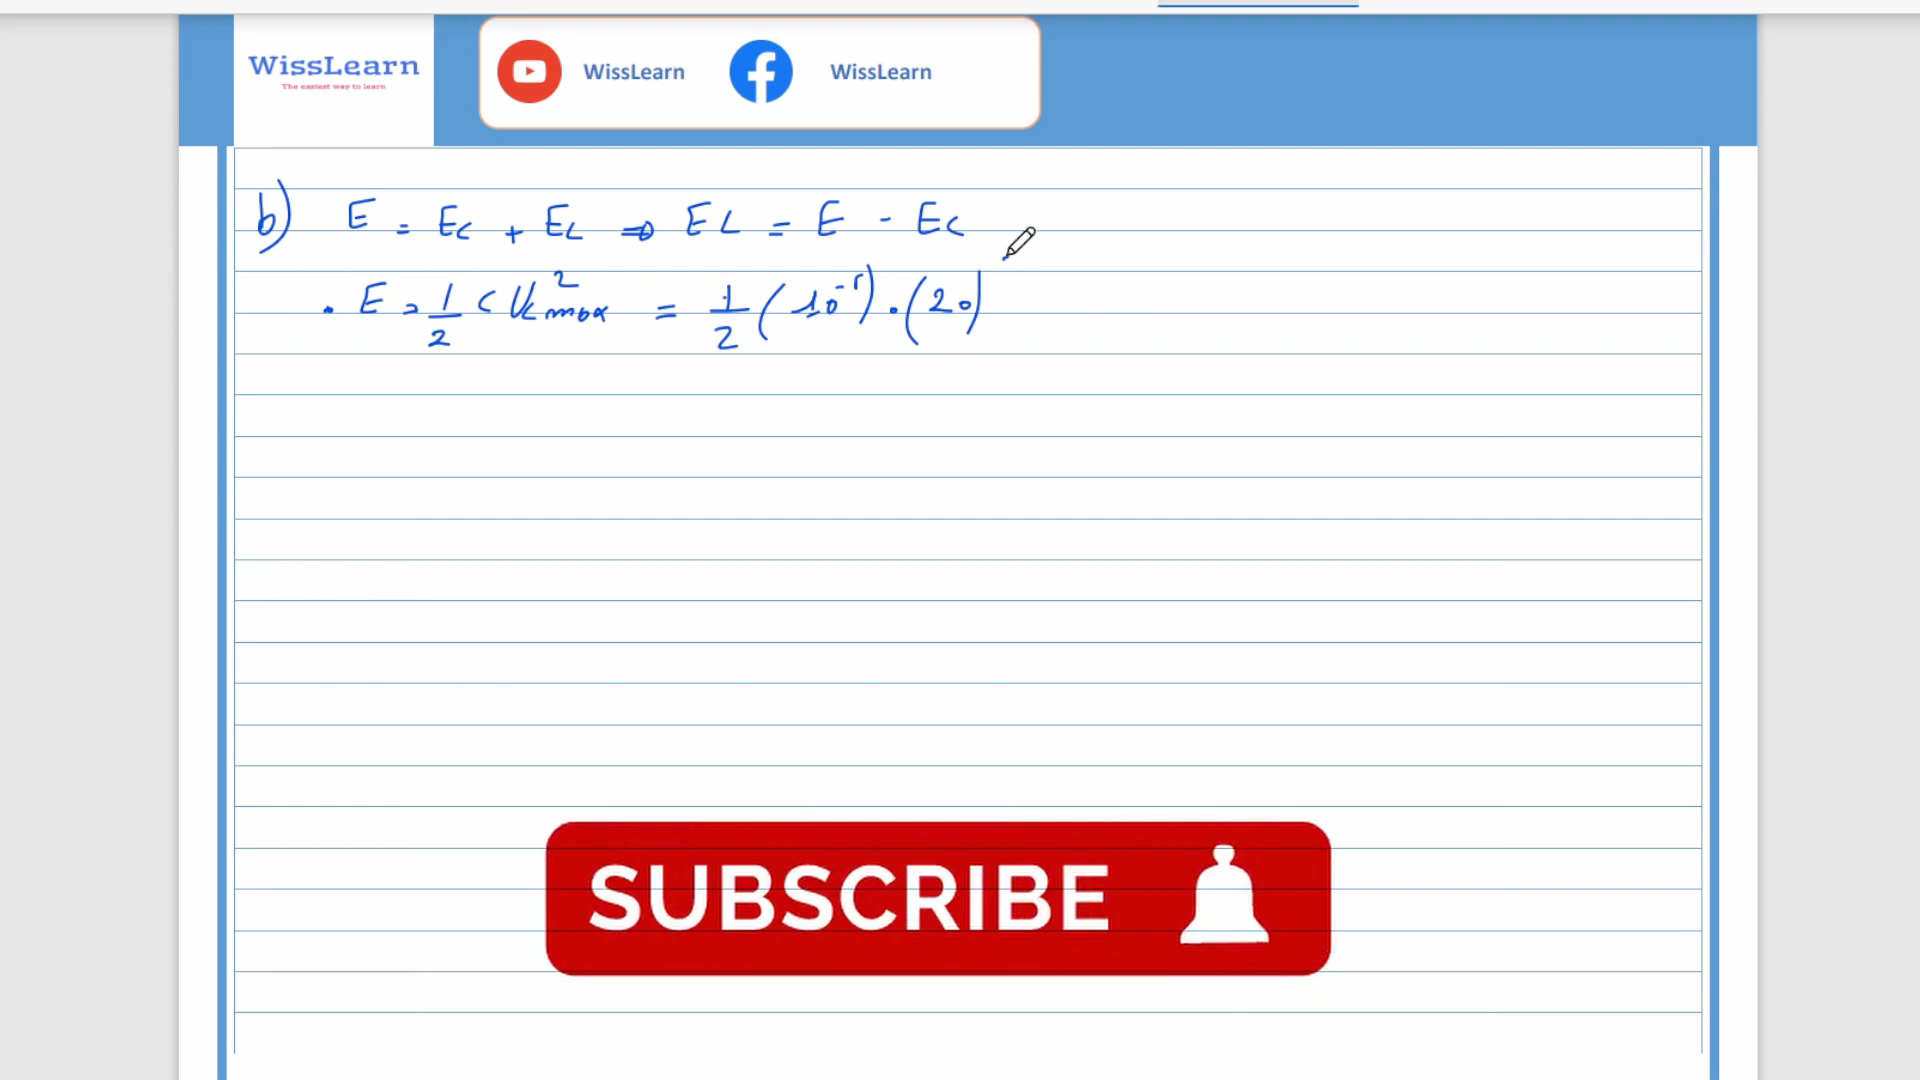 WissLearn
The easiest way to learn
WissLearn
WissLearn
b) E = Ec + EL ⇒ EL = E - Ec
. E = 1/2 C Uc²max = 1/2 (10⁻⁵) . (20)
SUBSCRIBE